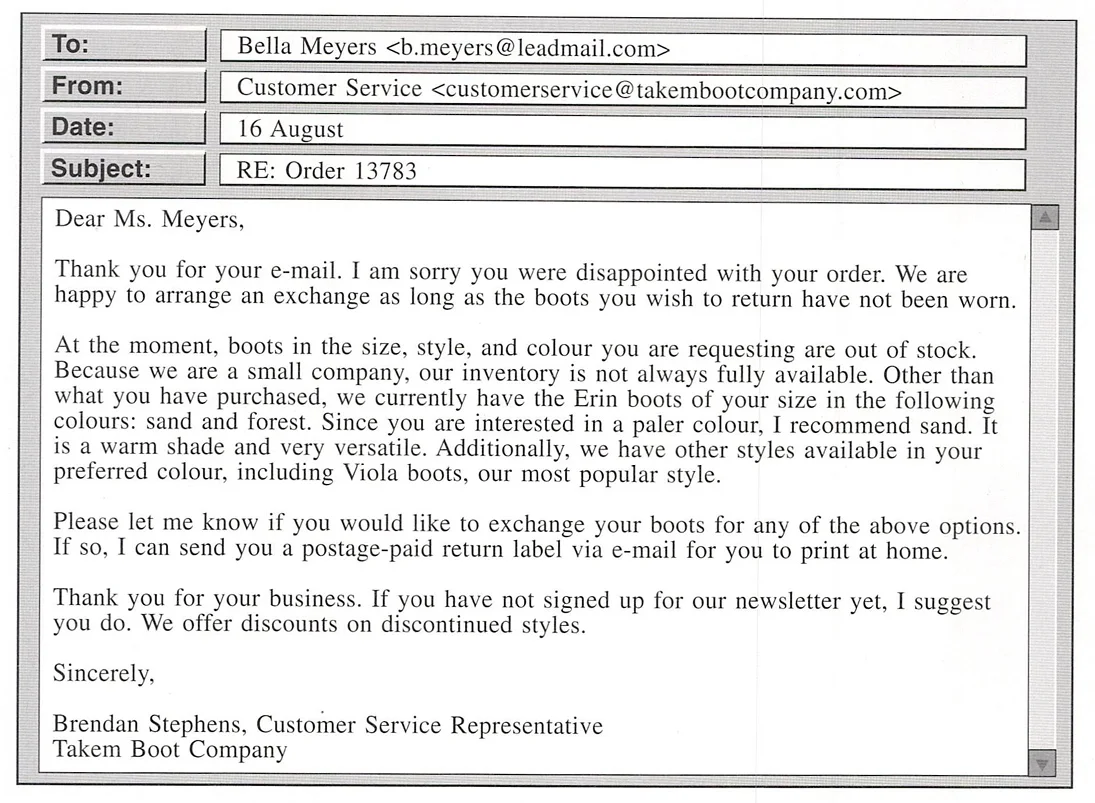 To: Bella Meyers <b.meyers@leadmail.com>
From: Customer Service <customerservice@takembootcompany.com>
Date: 16 August
Subject: RE: Order 13783
Dear Ms. Meyers,
Thank you for your e-mail. I am sorry you were disappointed with your order. We are
happy to arrange an exchange as long as the boots you wish to return have not been worn.
At the moment, boots in the size, style, and colour you are requesting are out of stock.
Because we are a small company, our inventory is not always fully available. Other than
what you have purchased, we currently have the Erin boots of your size in the following
colours: sand and forest. Since you are interested in a paler colour, I recommend sand. It
is a warm shade and very versatile. Additionally, we have other styles available in your
preferred colour, including Viola boots, our most popular style.
Please let me know if you would like to exchange your boots for any of the above options.
If so, I can send you a postage-paid return label via e-mail for you to print at home.
Thank you for your business. If you have not signed up for our newsletter yet, I suggest
you do. We offer discounts on discontinued styles.
Sincerely,
Brendan Stephens, Customer Service Representative
Takem Boot Company